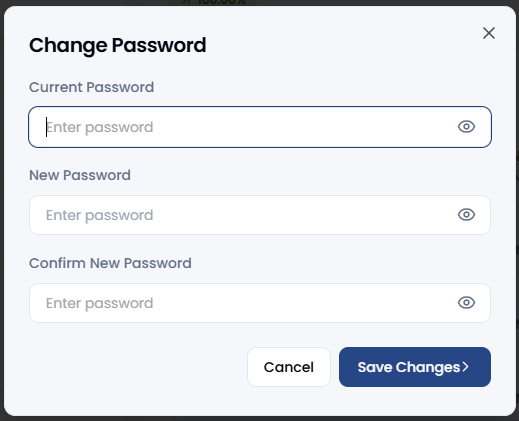 Change Password
Current Password
Enter password
New Password
Enter password
Confirm New Password
Enter password
Cancel
Save Changes